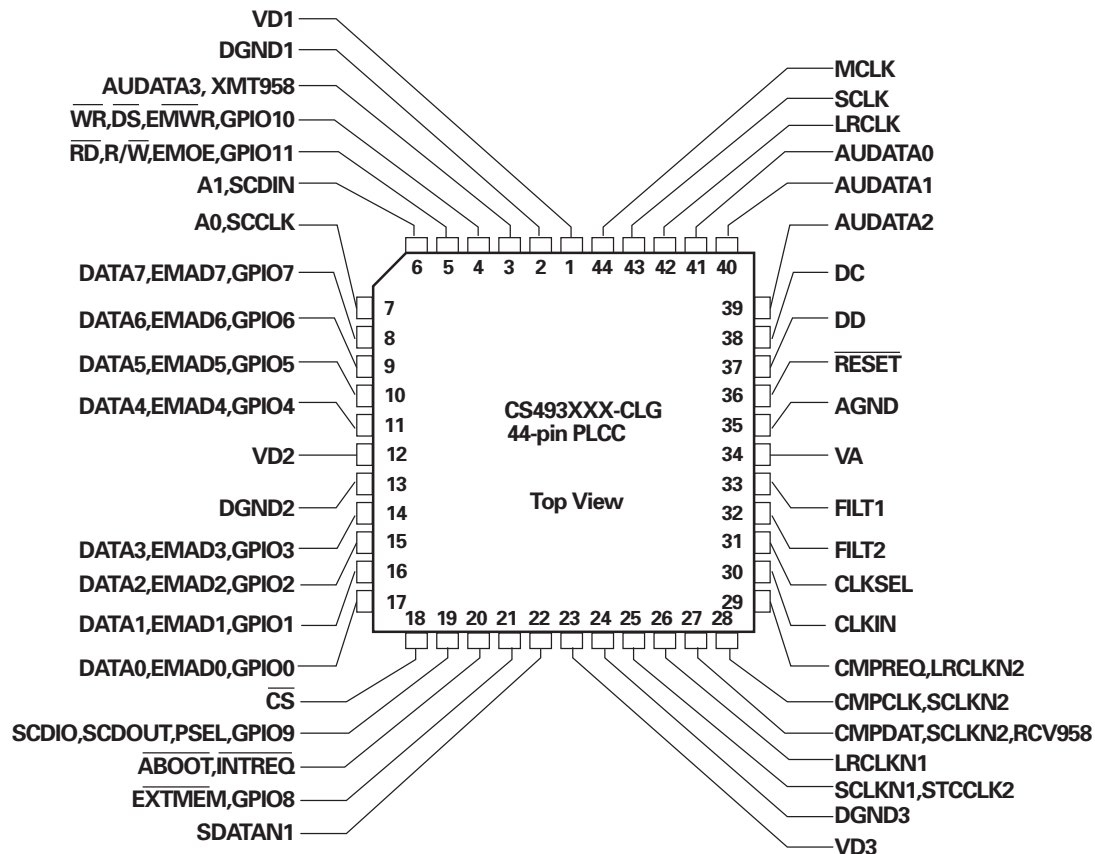 VD1
DGND1
AUDATA3, XMT958
WR,DS,EMWR,GPIO10
RD,R/W,EMOE,GPIO11
A1,SCDIN
A0,SCCLK
DATA7,EMAD7,GPIO7
DATA6,EMAD6,GPIO6
DATA5,EMAD5,GPIO5
DATA4,EMAD4,GPIO4
VD2
DGND2
DATA3,EMAD3,GPIO3
DATA2,EMAD2,GPIO2
DATA1,EMAD1,GPIO1
DATA0,EMAD0,GPIO0
CS
SCDIO,SCDOUT,PSEL,GPIO9
ABOOT,INTREQ
EXTMEM,GPIO8
SDATAN1
MCLK
SCLK
LRCLK
AUDATA0
AUDATA1
AUDATA2
DC
DD
RESET
AGND
VA
FILT1
FILT2
CLKSEL
CLKIN
CMPREQ,LRCLKN2
CMPCLK,SCLKN2
CMPDAT,SCLKN2,RCV958
LRCLKN1
SCLKN1,STCCLK2
DGND3
VD3
6 5 4 3 2 1 44 43 42 41 40
7
8
9
10
11
12
13
14
15
16
17
39
38
37
36
35
34
33
32
31
30
29
18 19 20 21 22 23 24 25 26 27 28
CS493XXX-CLG
44-pin PLCC
Top View